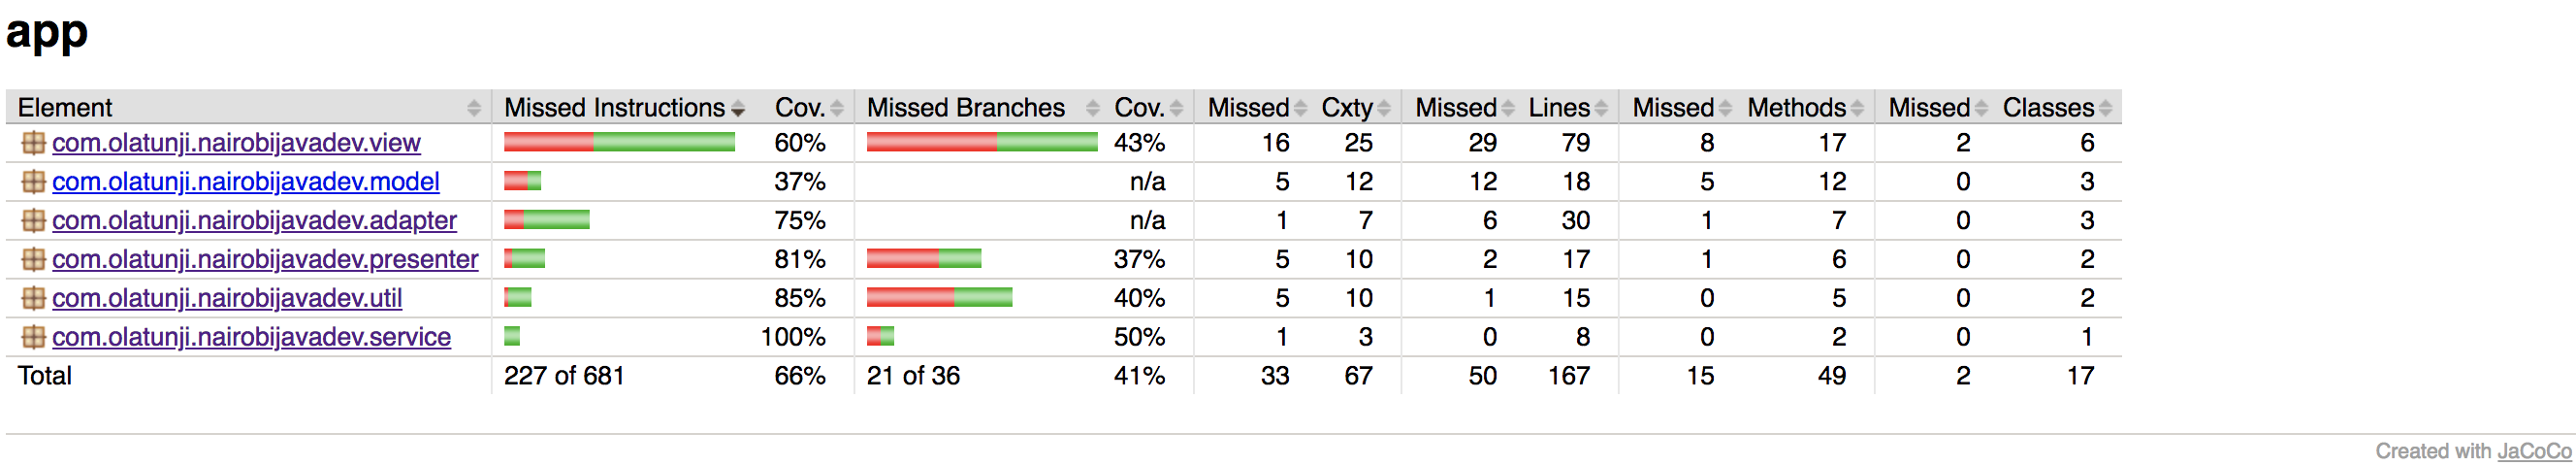 app
Element Missed Instructions Cov. Missed Branches Cov. Missed Cxty Missed Lines Missed Methods Missed Classes
com.olatunji.nairobijavadev.view 60% 43% 16 25 29 79 8 17 2 6
com.olatunji.nairobijavadev.model 37% n/a 5 12 12 18 5 12 0 3
com.olatunji.nairobijavadev.adapter 75% n/a 1 7 6 30 1 7 0 3
com.olatunji.nairobijavadev.presenter 81% 37% 5 10 2 17 1 6 0 2
com.olatunji.nairobijavadev.util 85% 40% 5 10 1 15 0 5 0 2
com.olatunji.nairobijavadev.service 100% 50% 1 3 0 8 0 2 0 1
Total 227 of 681 66% 21 of 36 41% 33 67 50 167 15 49 2 17
Created with JaCoCo